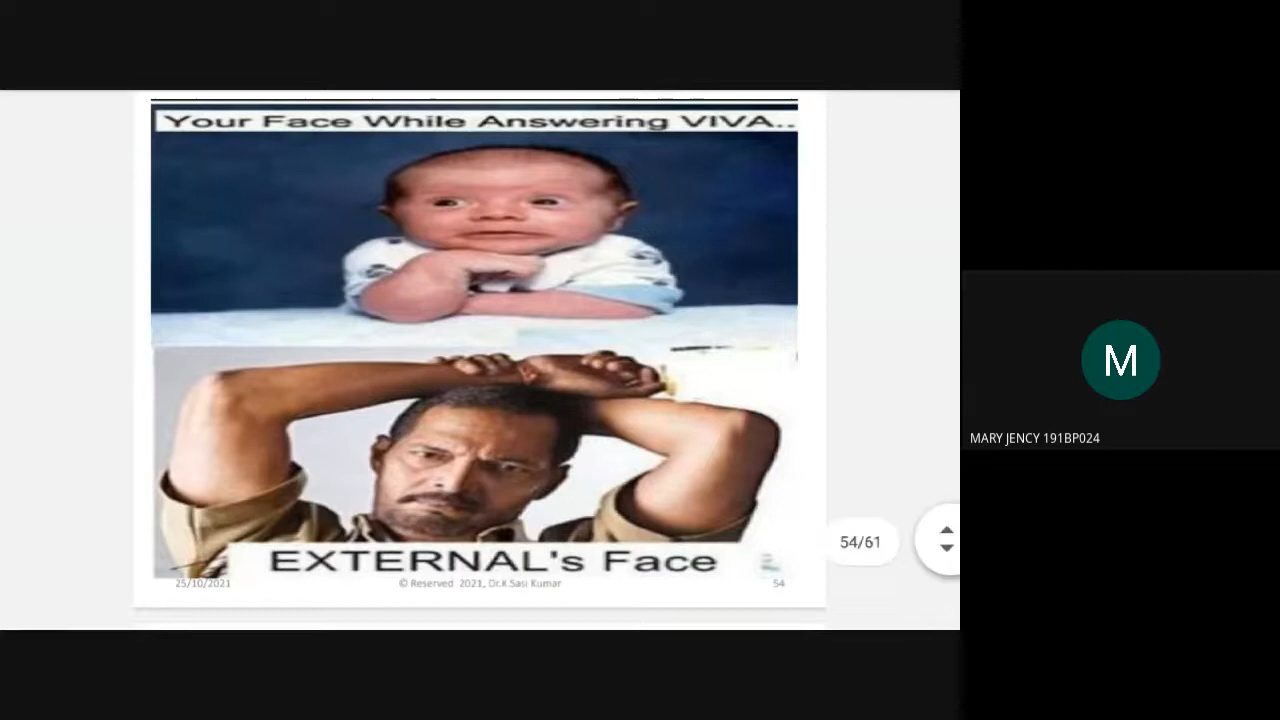 Your Face While Answering VIVA..
EXTERNAL's Face
25/10/2021
© Reserved 2021, Dr.K.Sasi Kumar
54
54/61
M
MARY JENCY 191BP024